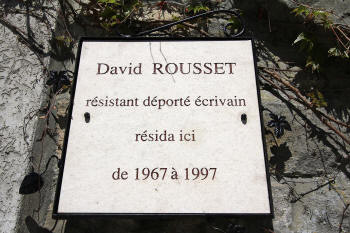 David ROUSSET
résistant déporté écrivain
résida ici
de 1967 à 1997